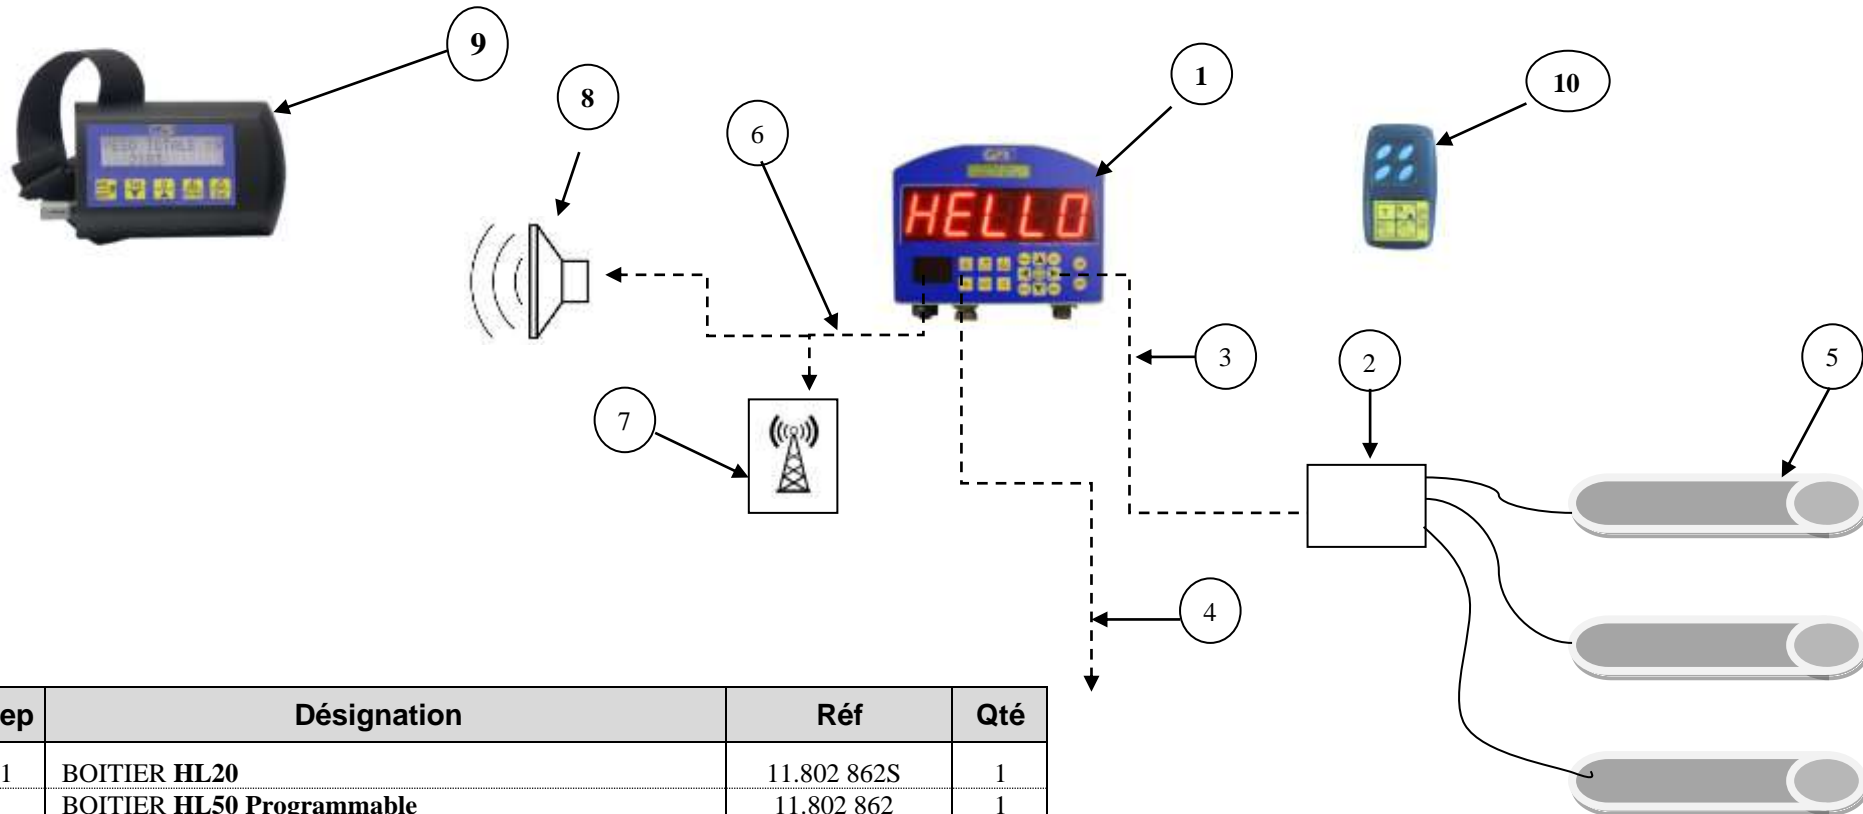 9
1
10
8
6
HELLO
3
2
5
7
4
ep Désignation Réf Qté
1 BOITIER HL20 11.802 862S 1
BOITIER HL50 Programmable 11.802 862 1